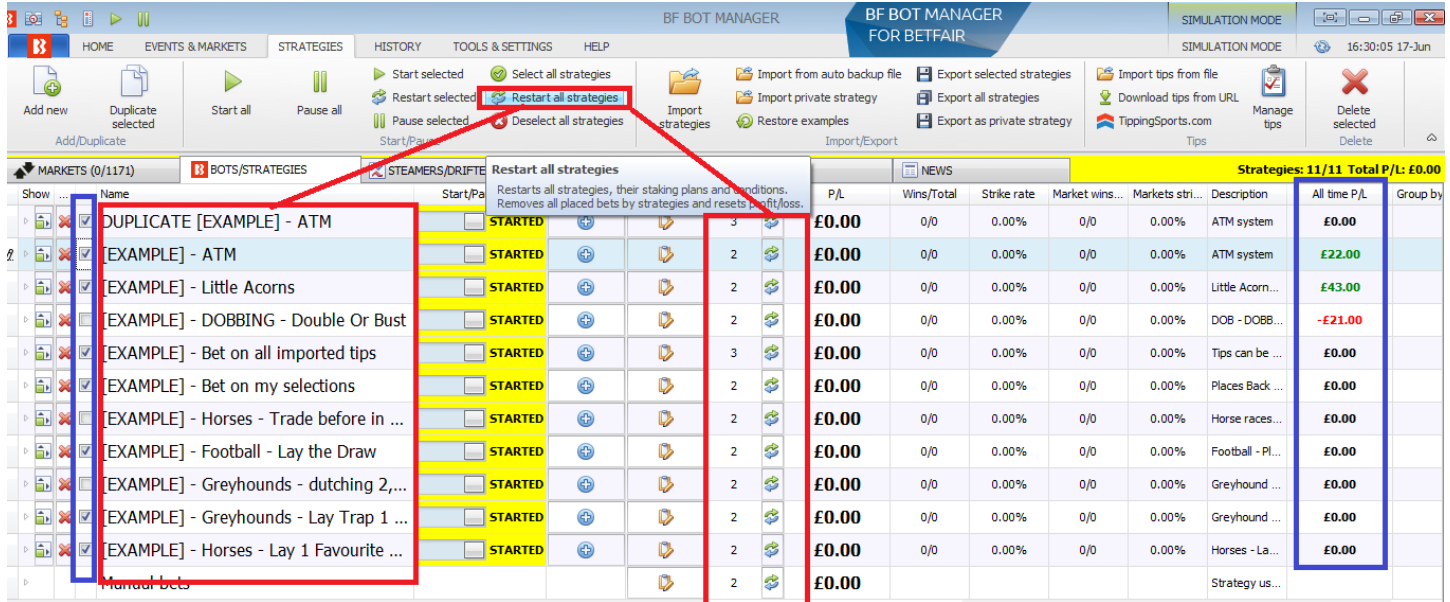 BF BOT MANAGER
BF BOT MANAGER
FOR BETFAIR
SIMULATION MODE
HOME EVENTS & MARKETS STRATEGIES HISTORY TOOLS & SETTINGS HELP
SIMULATION MODE 16:30:05 17-Jun
Add new
Duplicate
selected
Add/Duplicate
Start all
Pause all
Start selected
Restart selected
Pause selected
Select all strategies
Restart all strategies
Deselect all strategies
Import
strategies
Import from auto backup file
Import private strategy
Restore examples
Export selected strategies
Export all strategies
Export as private strategy
Import/Export
Import tips from file
Download tips from URL
TippingSports.com
Manage
tips
Tips
Delete
selected
Delete
MARKETS (0/1171) BOTS/STRATEGIES NEWS Strategies: 11/11 Total P/L: £0.00
Restart all strategies
Restarts all strategies, their staking plans and conditions.
Removes all placed bets by strategies and resets profit/loss.
Show ... Name P/L Wins/Total Strike rate Market wins... Markets stri... Description All time P/L Group by
DUPLICATE [EXAMPLE] - ATM STARTED 3 £0.00 0/0 0.00% 0/0 0.00% ATM system £0.00
[EXAMPLE] - ATM STARTED 2 £0.00 0/0 0.00% 0/0 0.00% ATM system £22.00
[EXAMPLE] - Little Acorns STARTED 2 £0.00 0/0 0.00% 0/0 0.00% Little Acorn... £43.00
[EXAMPLE] - DOBBING - Double Or Bust STARTED 2 £0.00 0/0 0.00% 0/0 0.00% DOB - DOBB... -£21.00
[EXAMPLE] - Bet on all imported tips STARTED 3 £0.00 0/0 0.00% 0/0 0.00% Tips can be ... £0.00
[EXAMPLE] - Bet on my selections STARTED 2 £0.00 0/0 0.00% 0/0 0.00% Places Back ... £0.00
[EXAMPLE] - Horses - Trade before in ... STARTED 2 £0.00 0/0 0.00% 0/0 0.00% Horse races... £0.00
[EXAMPLE] - Football - Lay the Draw STARTED 2 £0.00 0/0 0.00% 0/0 0.00% Football - Pl... £0.00
[EXAMPLE] - Greyhounds - dutching 2,... STARTED 2 £0.00 0/0 0.00% 0/0 0.00% Greyhound ... £0.00
[EXAMPLE] - Greyhounds - Lay Trap 1 ... STARTED 2 £0.00 0/0 0.00% 0/0 0.00% Greyhound ... £0.00
[EXAMPLE] - Horses - Lay 1 Favourite ... STARTED 2 £0.00 0/0 0.00% 0/0 0.00% Horses - La... £0.00
Manual bets 2 £0.00 Strategy us...